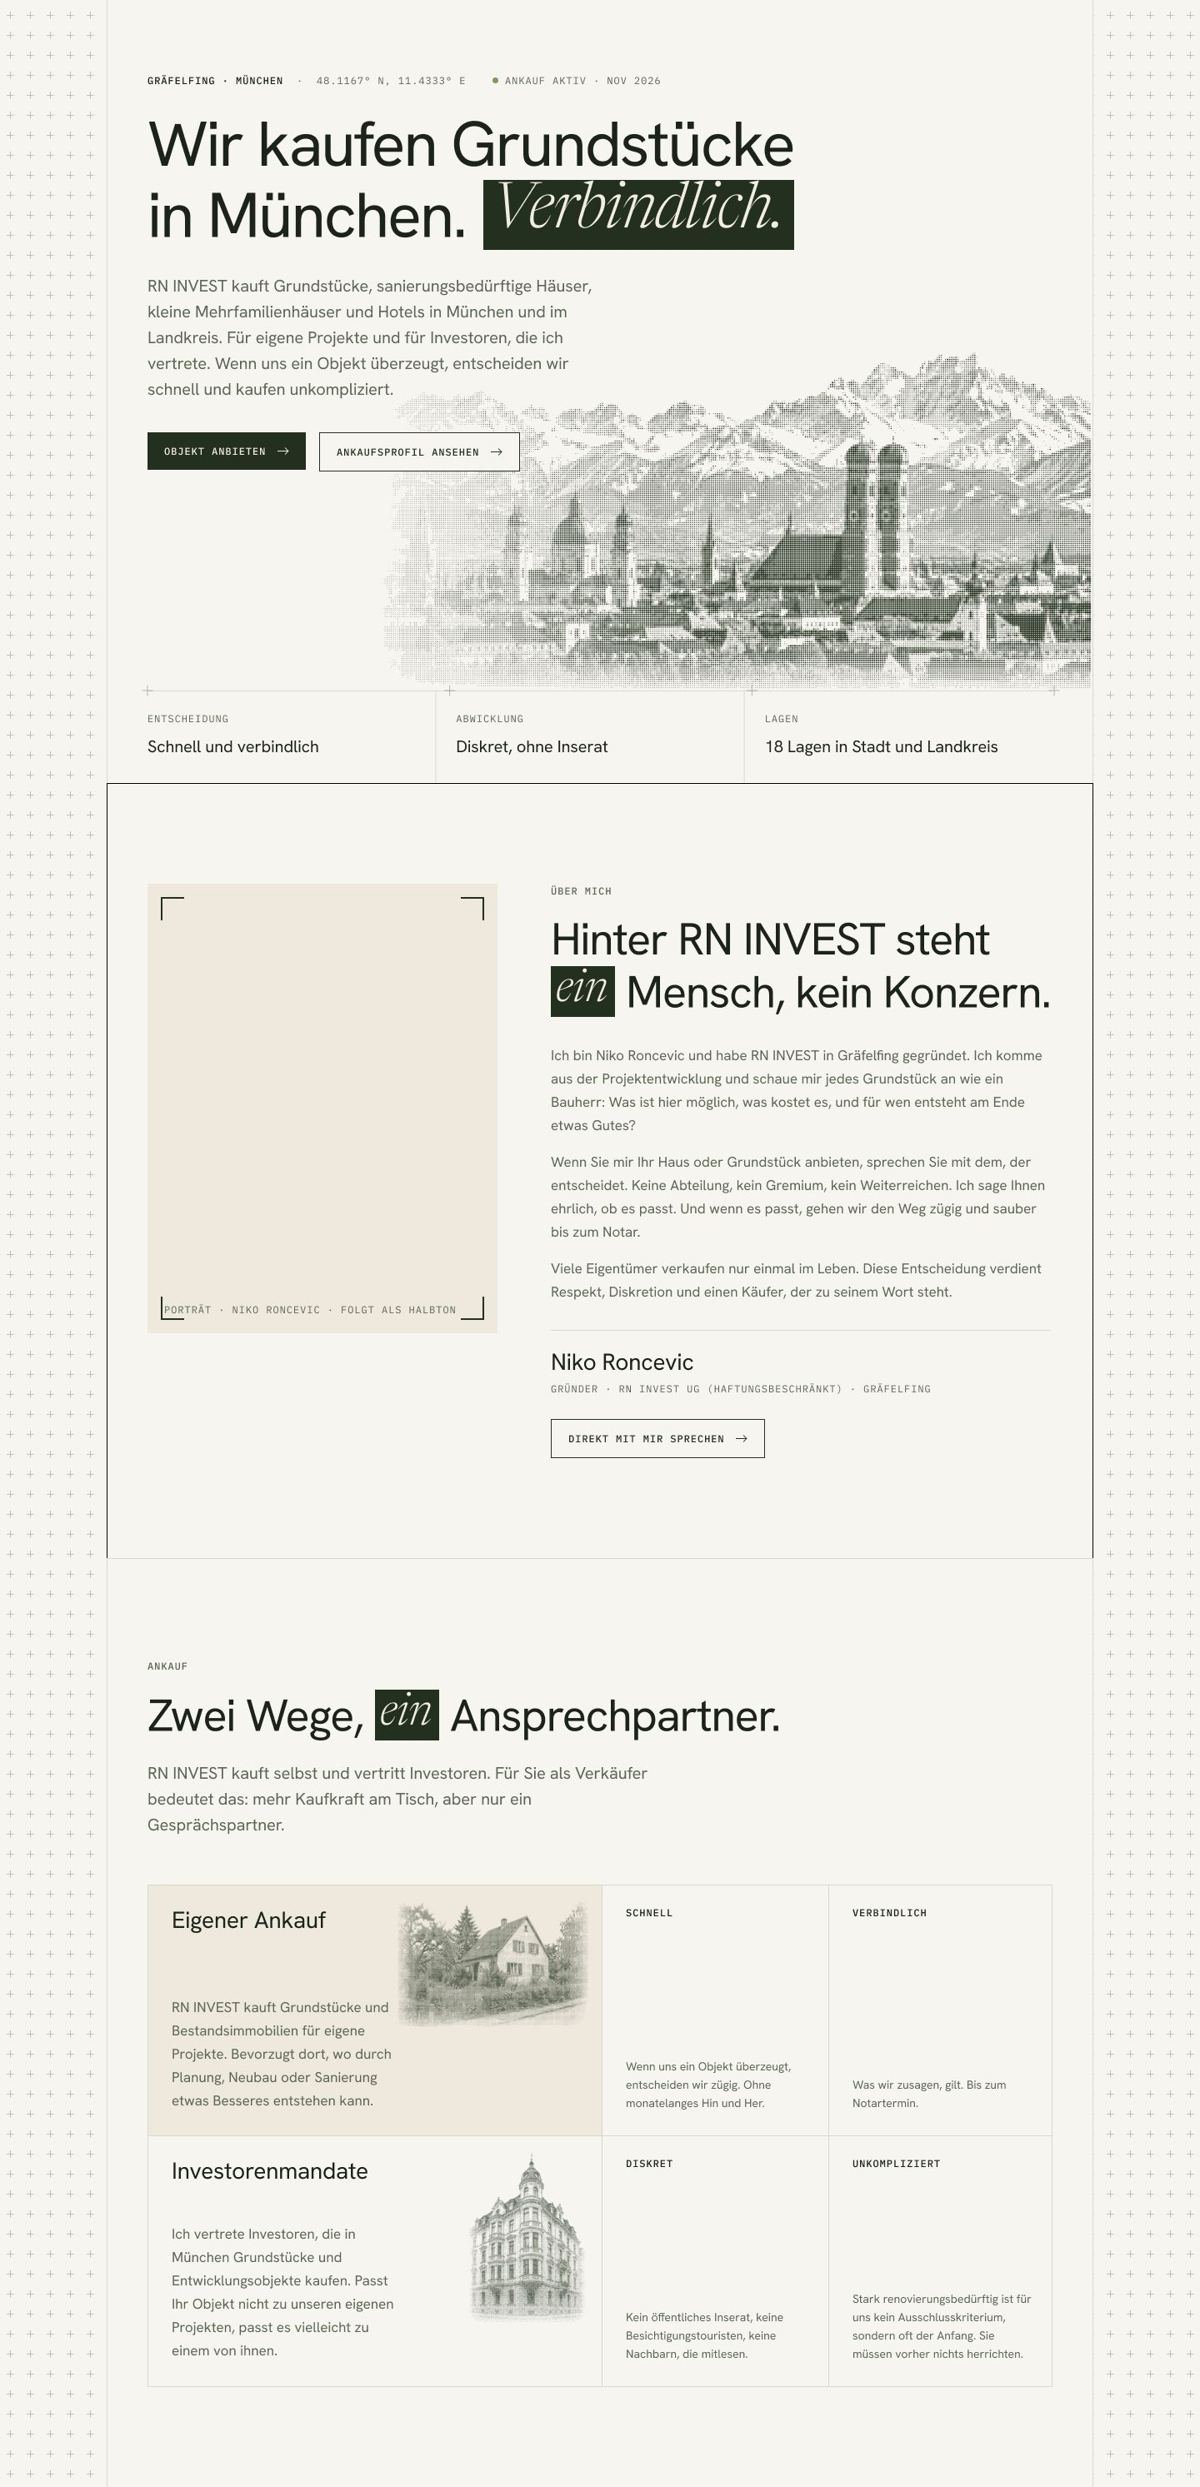 GRÄFELFING · MÜNCHEN · 48.1167° N, 11.4333° E ANKAUF AKTIV · NOV 2026
Wir kaufen Grundstücke
in München. Verbindlich.
RN INVEST kauft Grundstücke, sanierungsbedürftige Häuser,
kleine Mehrfamilienhäuser und Hotels in München und im
Landkreis. Für eigene Projekte und für Investoren, die ich
vertrete. Wenn uns ein Objekt überzeugt, entscheiden wir
schnell und kaufen unkompliziert.
OBJEKT ANBIETEN →
ANKAUFSPROFIL ANSEHEN →
ENTSCHEIDUNG
Schnell und verbindlich
ABWICKLUNG
Diskret, ohne Inserat
LAGEN
18 Lagen in Stadt und Landkreis
PORTRÄT · NIKO RONCEVIC · FOLGT ALS HALBTON
ÜBER MICH
Hinter RN INVEST steht
ein Mensch, kein Konzern.
Ich bin Niko Roncevic und habe RN INVEST in Gräfelfing gegründet. Ich komme
aus der Projektentwicklung und schaue mir jedes Grundstück an wie ein
Bauherr: Was ist hier möglich, was kostet es, und für wen entsteht am Ende
etwas Gutes?
Wenn Sie mir Ihr Haus oder Grundstück anbieten, sprechen Sie mit dem, der
entscheidet. Keine Abteilung, kein Gremium, kein Weiterreichen. Ich sage Ihnen
ehrlich, ob es passt. Und wenn es passt, gehen wir den Weg zügig und sauber
bis zum Notar.
Viele Eigentümer verkaufen nur einmal im Leben. Diese Entscheidung verdient
Respekt, Diskretion und einen Käufer, der zu seinem Wort steht.
Niko Roncevic
GRÜNDER · RN INVEST UG (HAFTUNGSBESCHRÄNKT) · GRÄFELFING
DIREKT MIT MIR SPRECHEN →
ANKAUF
Zwei Wege, ein Ansprechpartner.
RN INVEST kauft selbst und vertritt Investoren. Für Sie als Verkäufer
bedeutet das: mehr Kaufkraft am Tisch, aber nur ein
Gesprächspartner.
Eigener Ankauf
RN INVEST kauft Grundstücke und
Bestandsimmobilien für eigene
Projekte. Bevorzugt dort, wo durch
Planung, Neubau oder Sanierung
etwas Besseres entstehen kann.
SCHNELL
Wenn uns ein Objekt überzeugt,
entscheiden wir zügig. Ohne
monatelanges Hin und Her.
VERBINDLICH
Was wir zusagen, gilt. Bis zum
Notartermin.
Investorenmandate
Ich vertrete Investoren, die in
München Grundstücke und
Entwicklungsobjekte kaufen. Passt
Ihr Objekt nicht zu unseren eigenen
Projekten, passt es vielleicht zu
einem von ihnen.
DISKRET
Kein öffentliches Inserat, keine
Besichtigungstouristen, keine
Nachbarn, die mitlesen.
UNKOMPLIZIERT
Stark renovierungsbedürftig ist für
uns kein Ausschlusskriterium,
sondern oft der Anfang. Sie
müssen vorher nichts herrichten.